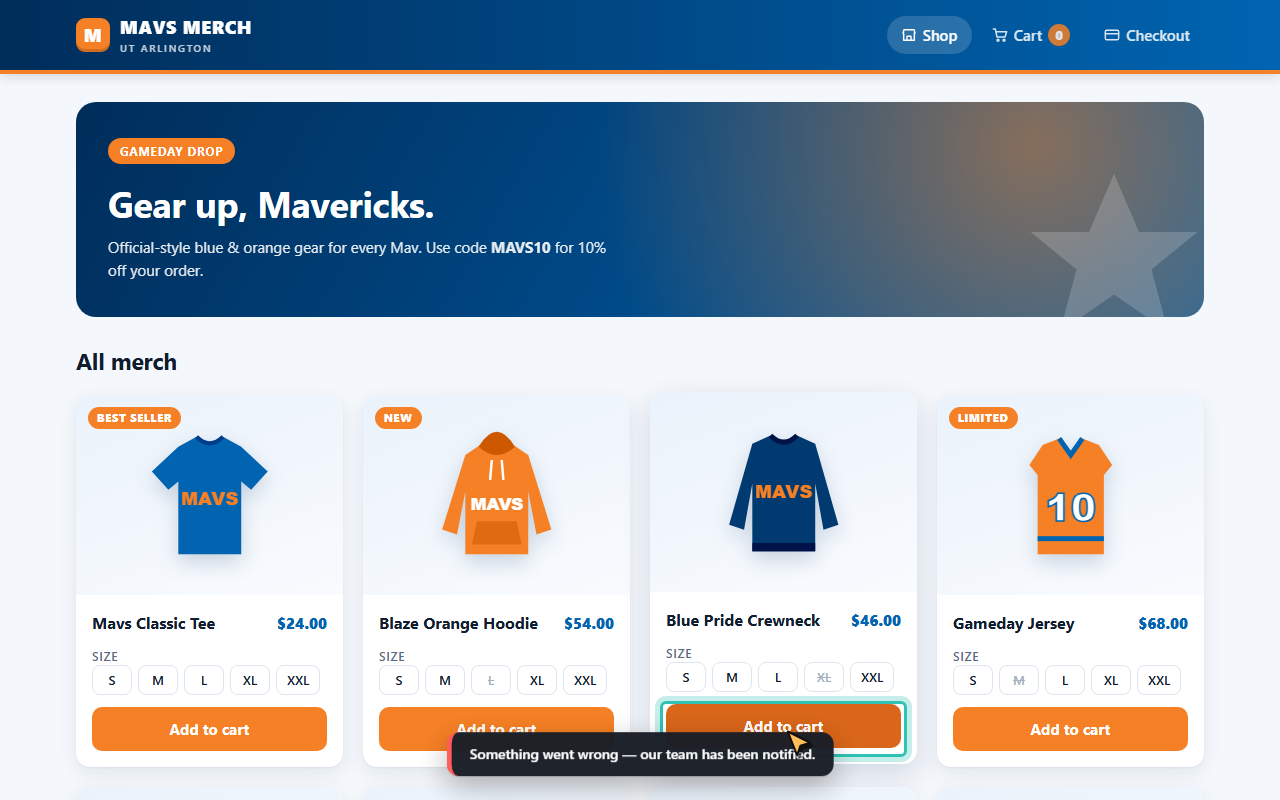 M
MAVS MERCH
UT ARLINGTON
Shop
Cart 0
Checkout
GAMEDAY DROP
Gear up, Mavericks.
Official-style blue & orange gear for every Mav. Use code MAVS10 for 10%
off your order.
All merch
BEST SELLER
MAVS
Mavs Classic Tee $24.00
SIZE
S M L XL XXL
Add to cart
NEW
MAVS
Blaze Orange Hoodie $54.00
SIZE
S M L XL XXL
Add to cart
MAVS
Blue Pride Crewneck $46.00
SIZE
S M L XL XXL
Add to cart
LIMITED
10
Gameday Jersey $68.00
SIZE
S M L XL XXL
Add to cart
Something went wrong — our team has been notified.